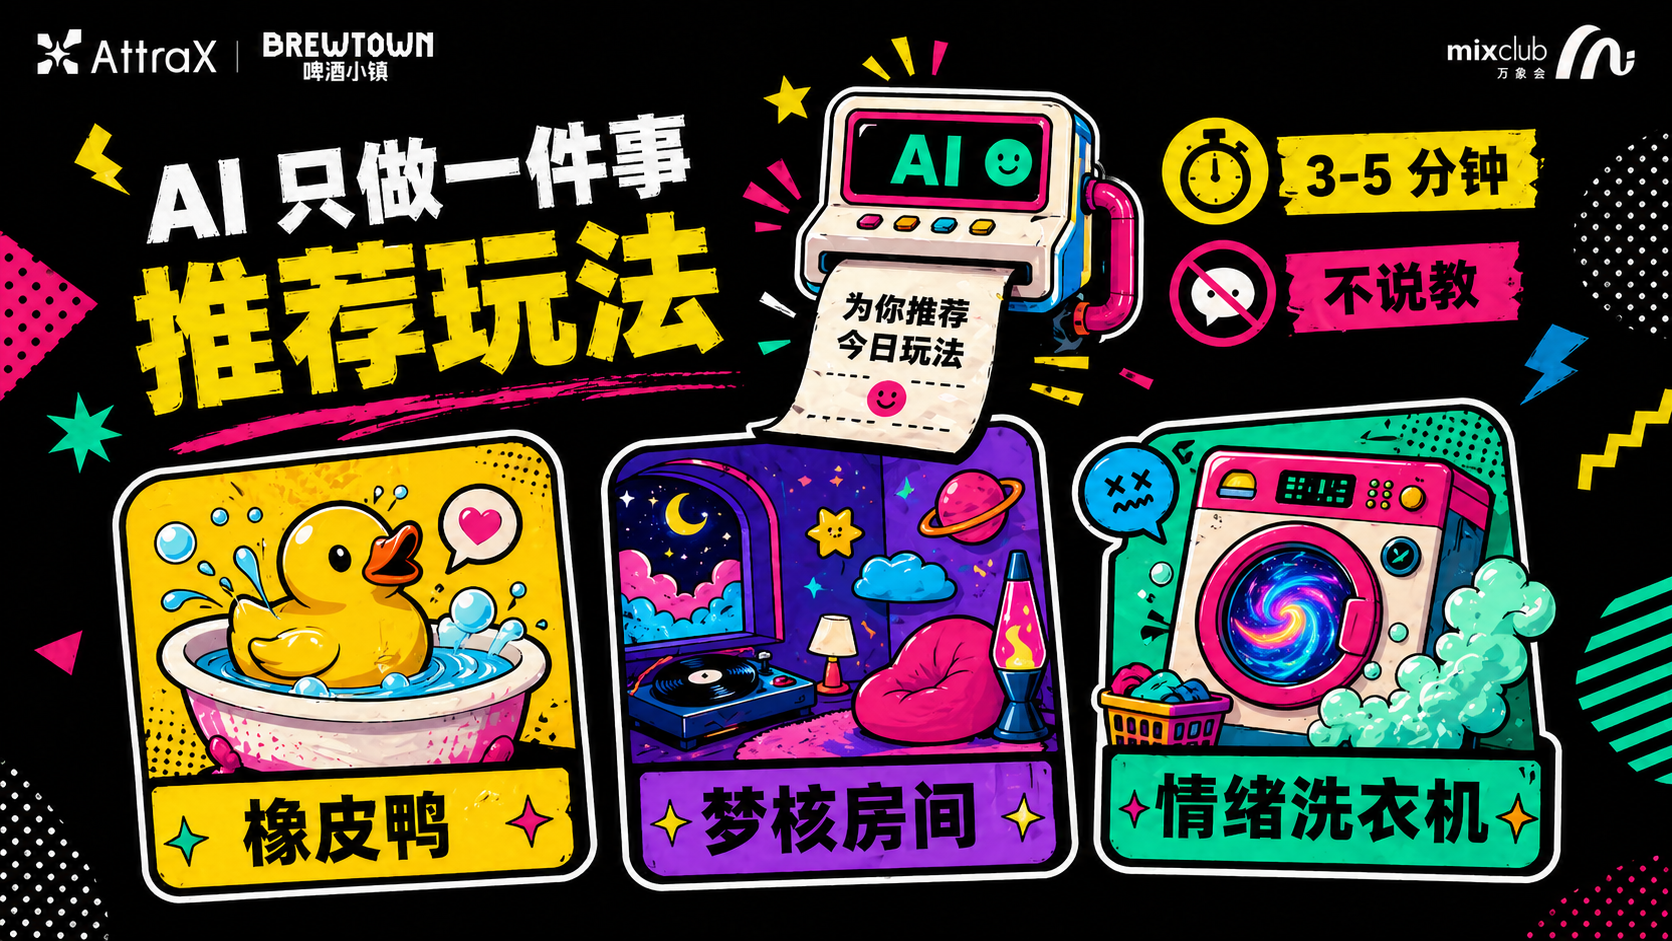 AttraX
BREWTOWN
啤酒小镇
mixclub
万象会
AI 只做一件事
推荐玩法
AI
为你推荐
今日玩法
3-5 分钟
不说教
橡皮鸭
梦核房间
情绪洗衣机